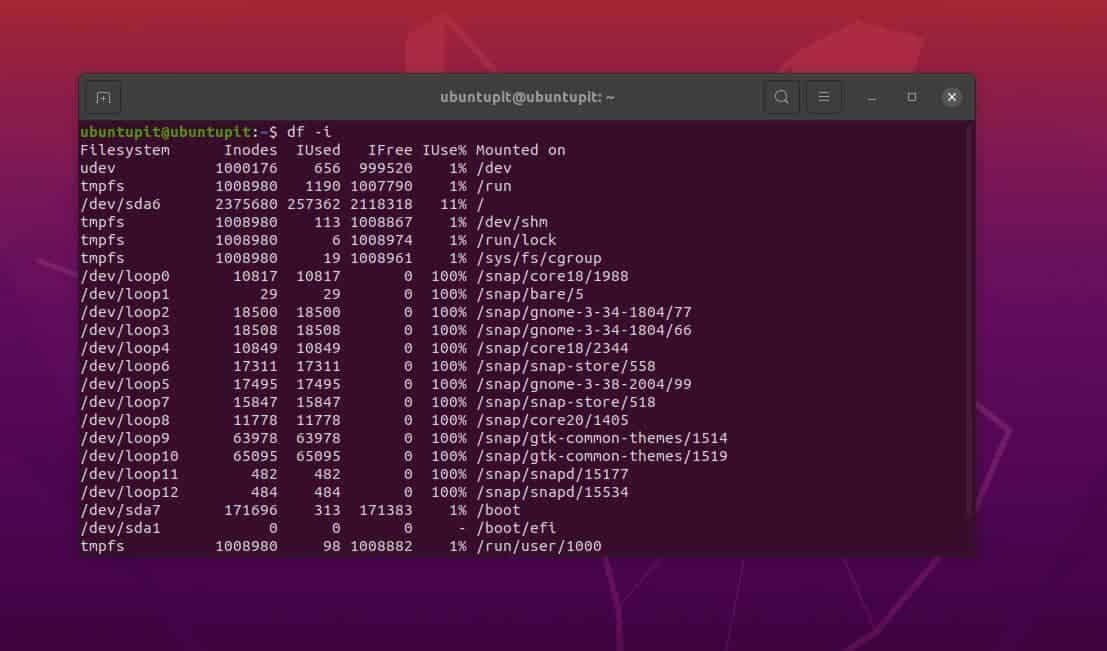 ubuntupit@ubuntupit: ~
ubuntupit@ubuntupit:~$ df -i
Filesystem      Inodes  IUsed   IFree IUse% Mounted on
udev           1000176    656  999520    1% /dev
tmpfs          1008980   1190 1007790    1% /run
/dev/sda6      2375680 257362 2118318   11% /
tmpfs          1008980    113 1008867    1% /dev/shm
tmpfs          1008980      6 1008974    1% /run/lock
tmpfs          1008980     19 1008961    1% /sys/fs/cgroup
/dev/loop0       10817  10817       0  100% /snap/core18/1988
/dev/loop1          29     29       0  100% /snap/bare/5
/dev/loop2       18500  18500       0  100% /snap/gnome-3-34-1804/77
/dev/loop3       18508  18508       0  100% /snap/gnome-3-34-1804/66
/dev/loop4       10849  10849       0  100% /snap/core18/2344
/dev/loop6       17311  17311       0  100% /snap/snap-store/558
/dev/loop5       17495  17495       0  100% /snap/gnome-3-38-2004/99
/dev/loop7       15847  15847       0  100% /snap/snap-store/518
/dev/loop8       11778  11778       0  100% /snap/core20/1405
/dev/loop9       63978  63978       0  100% /snap/gtk-common-themes/1514
/dev/loop10      65095  65095       0  100% /snap/gtk-common-themes/1519
/dev/loop11        482    482       0  100% /snap/snapd/15177
/dev/loop12        484    484       0  100% /snap/snapd/15534
/dev/sda7       171696    313  171383    1% /boot
/dev/sda1            0      0       0     - /boot/efi
tmpfs          1008980     98 1008882    1% /run/user/1000